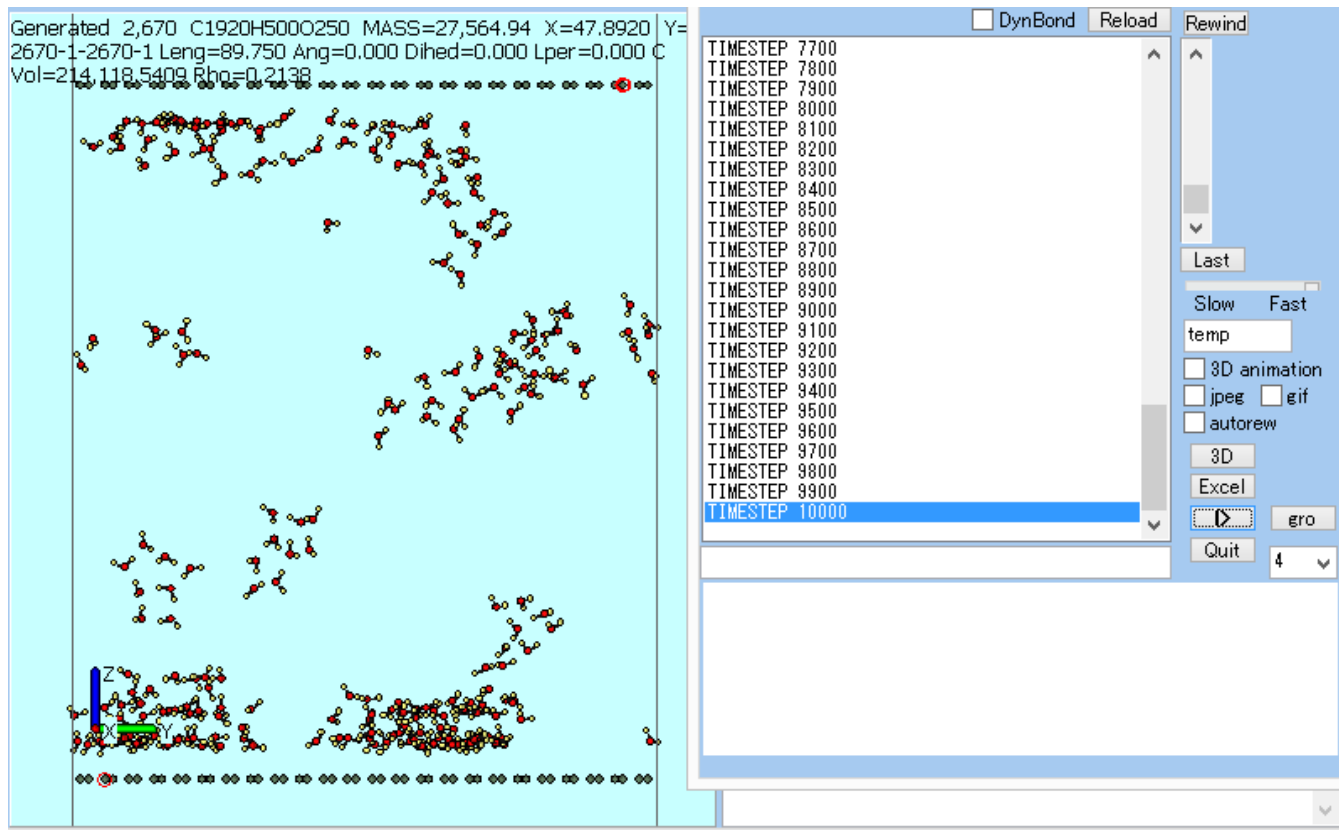 Generated 2,670 C1920H500O250 MASS=27,564.94 X=47.8920 Y=
2670-1-2670-1 Leng=89.750 Ang=0.000 Dihed=0.000 Lper=0.000 C
Vol=214,118.5409 Rho=0.2138
Z
X
Y
DynBond
Reload
Rewind
TIMESTEP 7700
TIMESTEP 7800
TIMESTEP 7900
TIMESTEP 8000
TIMESTEP 8100
TIMESTEP 8200
TIMESTEP 8300
TIMESTEP 8400
TIMESTEP 8500
TIMESTEP 8600
TIMESTEP 8700
TIMESTEP 8800
TIMESTEP 8900
TIMESTEP 9000
TIMESTEP 9100
TIMESTEP 9200
TIMESTEP 9300
TIMESTEP 9400
TIMESTEP 9500
TIMESTEP 9600
TIMESTEP 9700
TIMESTEP 9800
TIMESTEP 9900
TIMESTEP 10000
Last
Slow Fast
temp
3D animation
jpeg gif
autorew
3D
Excel
gro
Quit
4